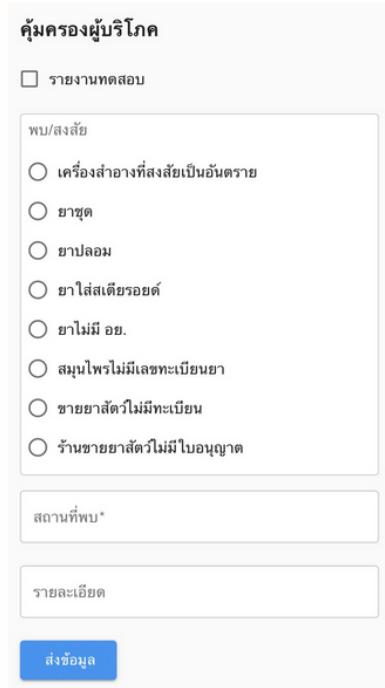 คุ้มครองผู้บริโภค
รายงานทดสอบ
พบ/สงสัย
เครื่องสำอางที่สงสัยเป็นอันตราย
ยาชุด
ยาปลอม
ยาใส่สเตียรอยด์
ยาไม่มี อย.
สมุนไพรไม่มีเลขทะเบียนยา
ขายยาสัตว์ไม่มีทะเบียน
ร้านขายยาสัตว์ไม่มีใบอนุญาต
สถานที่พบ*
รายละเอียด
ส่งข้อมูล